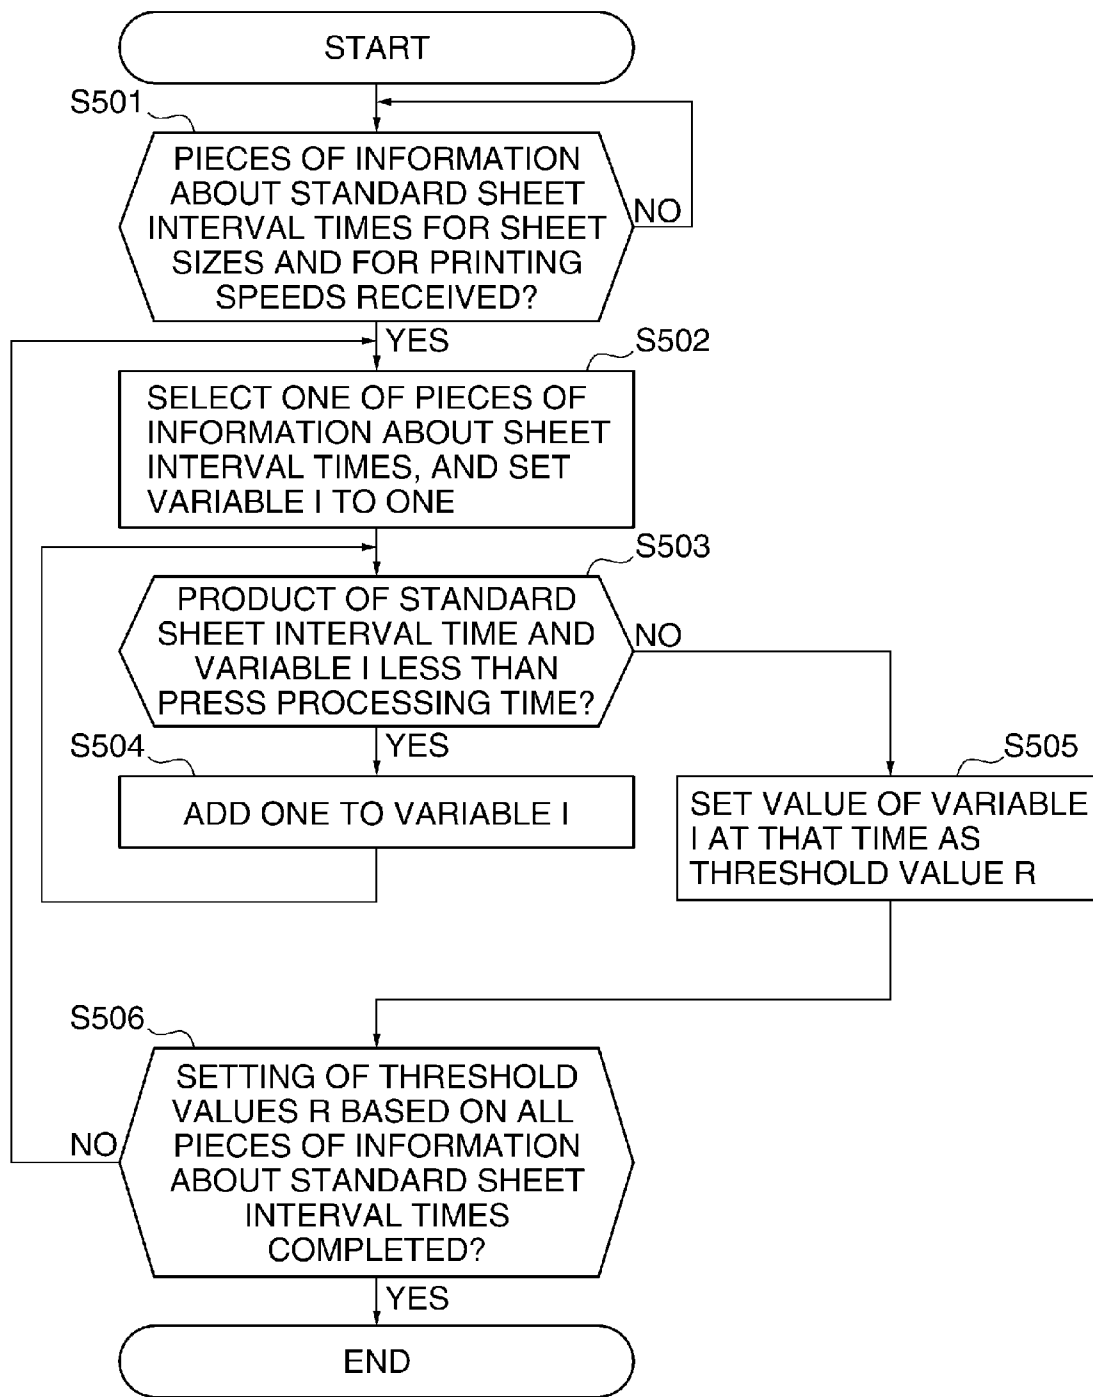 START
S501
PIECES OF INFORMATION
ABOUT STANDARD SHEET
INTERVAL TIMES FOR SHEET
SIZES AND FOR PRINTING
SPEEDS RECEIVED?
NO
YES
S502
SELECT ONE OF PIECES OF
INFORMATION ABOUT SHEET
INTERVAL TIMES, AND SET
VARIABLE I TO ONE
S503
PRODUCT OF STANDARD
SHEET INTERVAL TIME AND
VARIABLE I LESS THAN
PRESS PROCESSING TIME?
NO
YES
S504
ADD ONE TO VARIABLE I
S505
SET VALUE OF VARIABLE
I AT THAT TIME AS
THRESHOLD VALUE R
S506
SETTING OF THRESHOLD
VALUES R BASED ON ALL
PIECES OF INFORMATION
ABOUT STANDARD SHEET
INTERVAL TIMES
COMPLETED?
NO
YES
END